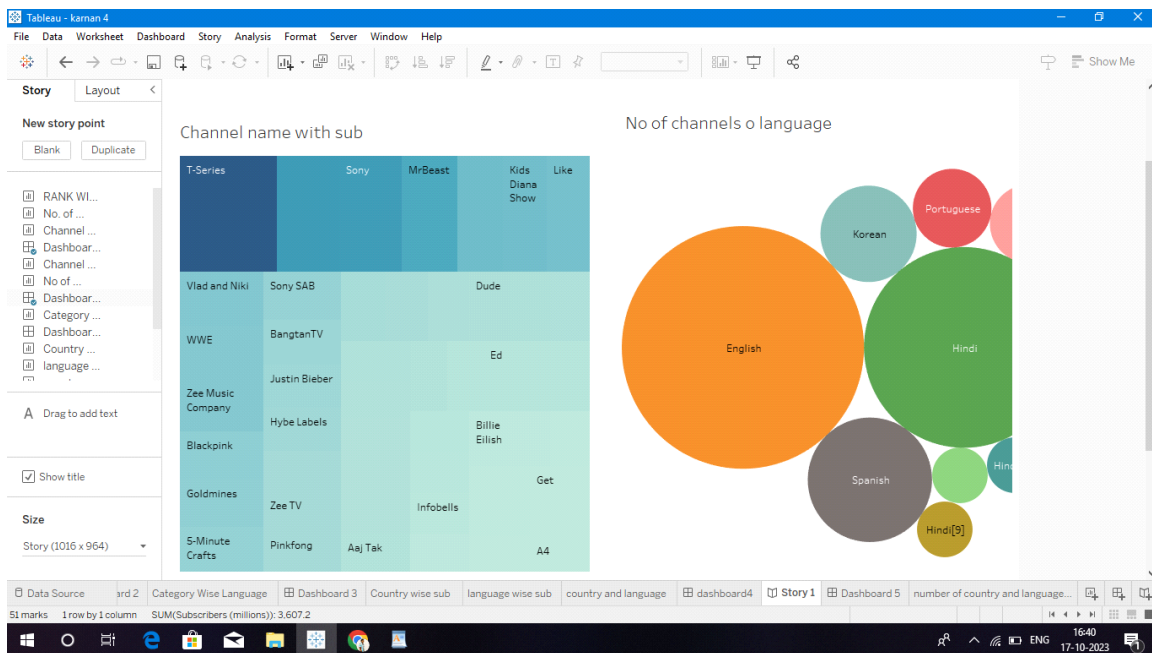 Tableau - karnan 4
File Data Worksheet Dashboard Story Analysis Format Server Window Help
Show Me
Story Layout
New story point
Blank Duplicate
RANK WI...
No. of ...
Channel ...
Dashboar...
Channel ...
No of ...
Dashboar...
Category ...
Dashboar...
Country ...
language ...
A Drag to add text
Show title
Size
Story (1016 x 964)
Channel name with sub
T-Series
Sony
MrBeast
Kids
Diana
Show
Like
Vlad and Niki
Sony SAB
Dude
WWE
BangtanTV
Ed
Justin Bieber
Zee Music
Company
Hybe Labels
Billie
Eilish
Blackpink
Get
Goldmines
Zee TV
Infobells
5-Minute
Crafts
Pinkfong
Aaj Tak
A4
No of channels o language
Portuguese
Korean
English
Hindi
Spanish
Hind
Hindi[9]
Data Source ard 2 Category Wise Language Dashboard 3 Country wise sub language wise sub country and language dashboard4 Story 1 Dashboard 5 number of country and language...
51 marks 1 row by 1 column SUM(Subscribers (millions)): 3,607.2
ENG
16:40
17-10-2023